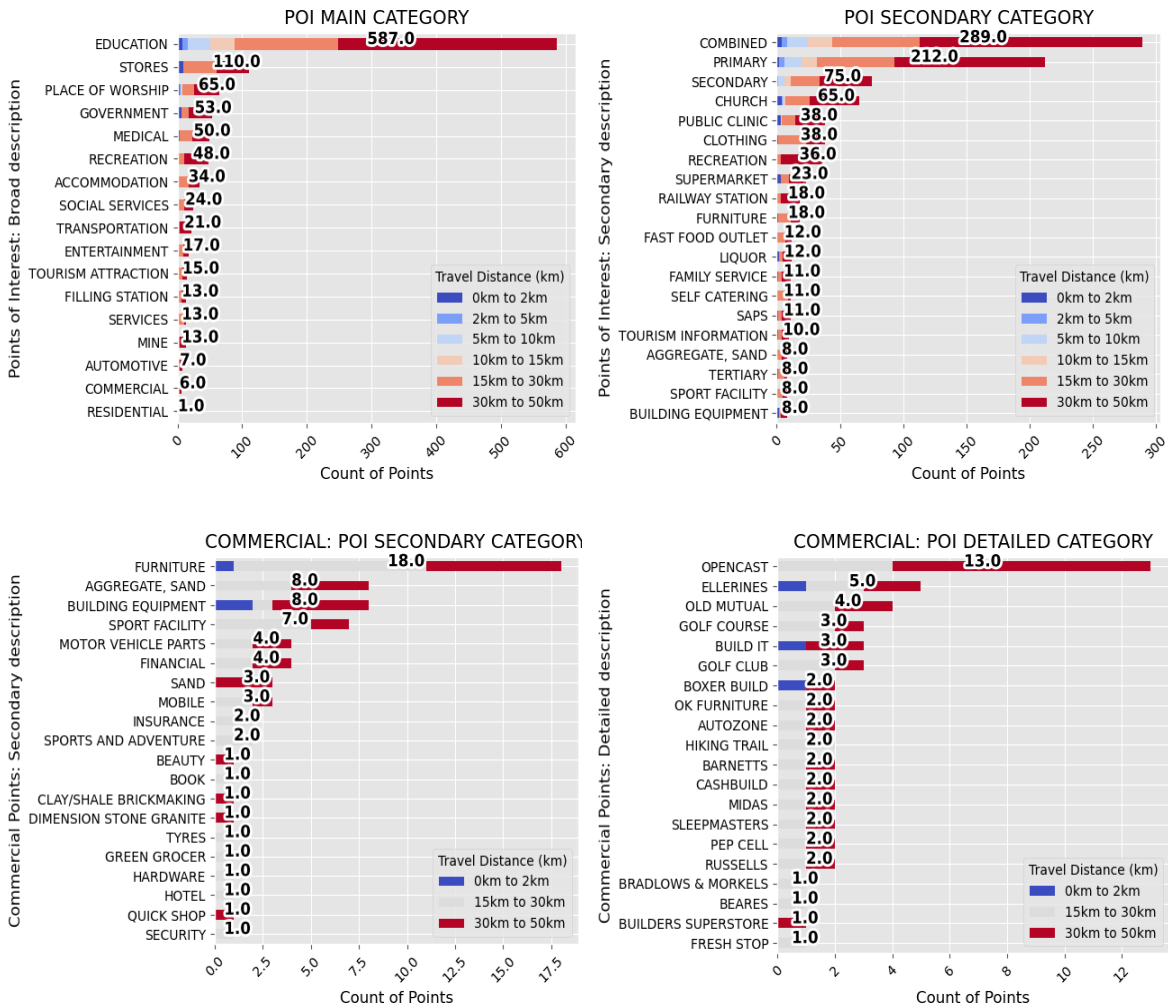 POI MAIN CATEGORY
Points of Interest: Broad description
EDUCATION 587.0
STORES 110.0
PLACE OF WORSHIP 65.0
GOVERNMENT 53.0
MEDICAL 50.0
RECREATION 48.0
ACCOMMODATION 34.0
SOCIAL SERVICES 24.0
TRANSPORTATION 21.0
ENTERTAINMENT 17.0
TOURISM ATTRACTION 15.0
FILLING STATION 13.0
SERVICES 13.0
MINE 13.0
AUTOMOTIVE 7.0
COMMERCIAL 6.0
RESIDENTIAL 1.0
Travel Distance (km)
0km to 2km
2km to 5km
5km to 10km
10km to 15km
15km to 30km
30km to 50km
0 100 200 300 400 500 600
Count of Points
POI SECONDARY CATEGORY
Points of Interest: Secondary description
COMBINED 289.0
PRIMARY 212.0
SECONDARY 75.0
CHURCH 65.0
PUBLIC CLINIC 38.0
CLOTHING 38.0
RECREATION 36.0
SUPERMARKET 23.0
RAILWAY STATION 18.0
FURNITURE 18.0
FAST FOOD OUTLET 12.0
LIQUOR 12.0
FAMILY SERVICE 11.0
SELF CATERING 11.0
SAPS 11.0
TOURISM INFORMATION 10.0
AGGREGATE, SAND 8.0
TERTIARY 8.0
SPORT FACILITY 8.0
BUILDING EQUIPMENT 8.0
Travel Distance (km)
0km to 2km
2km to 5km
5km to 10km
10km to 15km
15km to 30km
30km to 50km
0 50 100 150 200 250 300
Count of Points
COMMERCIAL: POI SECONDARY CATEGORY
Commercial Points: Secondary description
FURNITURE 18.0
AGGREGATE, SAND 8.0
BUILDING EQUIPMENT 8.0
SPORT FACILITY 7.0
MOTOR VEHICLE PARTS 4.0
FINANCIAL 4.0
SAND 3.0
MOBILE 3.0
INSURANCE 2.0
SPORTS AND ADVENTURE 2.0
BEAUTY 1.0
BOOK 1.0
CLAY/SHALE BRICKMAKING 1.0
DIMENSION STONE GRANITE 1.0
TYRES 1.0
GREEN GROCER 1.0
HARDWARE 1.0
HOTEL 1.0
QUICK SHOP 1.0
SECURITY 1.0
Travel Distance (km)
0km to 2km
15km to 30km
30km to 50km
0.0 2.5 5.0 7.5 10.0 12.5 15.0 17.5
Count of Points
COMMERCIAL: POI DETAILED CATEGORY
Commercial Points: Detailed description
OPENCAST 13.0
ELLERINES 5.0
OLD MUTUAL 4.0
GOLF COURSE 3.0
BUILD IT 3.0
GOLF CLUB 3.0
BOXER BUILD 2.0
OK FURNITURE 2.0
AUTOZONE 2.0
HIKING TRAIL 2.0
BARNETTS 2.0
CASHBUILD 2.0
MIDAS 2.0
SLEEPMASTERS 2.0
PEP CELL 2.0
RUSSELLS 2.0
BRADLOWS & MORKELS 1.0
BEARES 1.0
BUILDERS SUPERSTORE 1.0
FRESH STOP 1.0
Travel Distance (km)
0km to 2km
15km to 30km
30km to 50km
0 2 4 6 8 10 12
Count of Points